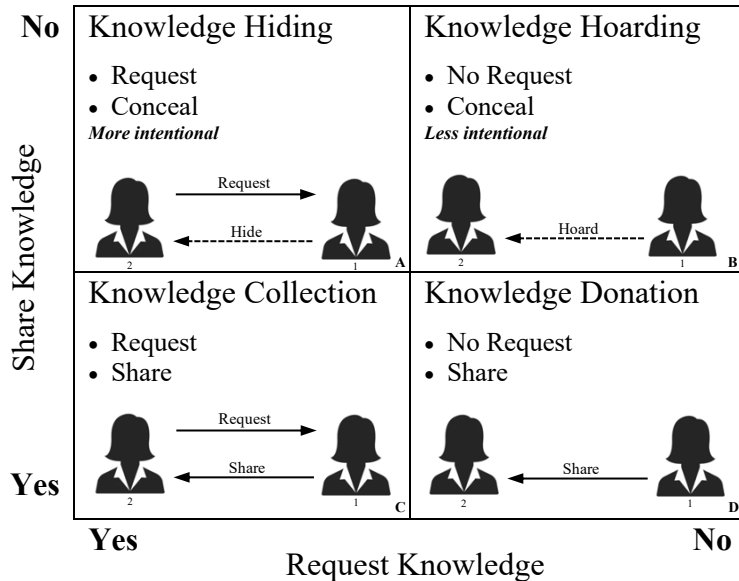 No
Knowledge Hiding
• Request
• Conceal
More intentional
Request
Hide
2
1
A
Knowledge Hoarding
• No Request
• Conceal
Less intentional
Hoard
2
1
B
Share Knowledge
Knowledge Collection
• Request
• Share
Request
Share
2
1
C
Knowledge Donation
• No Request
• Share
Share
2
1
D
Yes
Yes
No
Request Knowledge